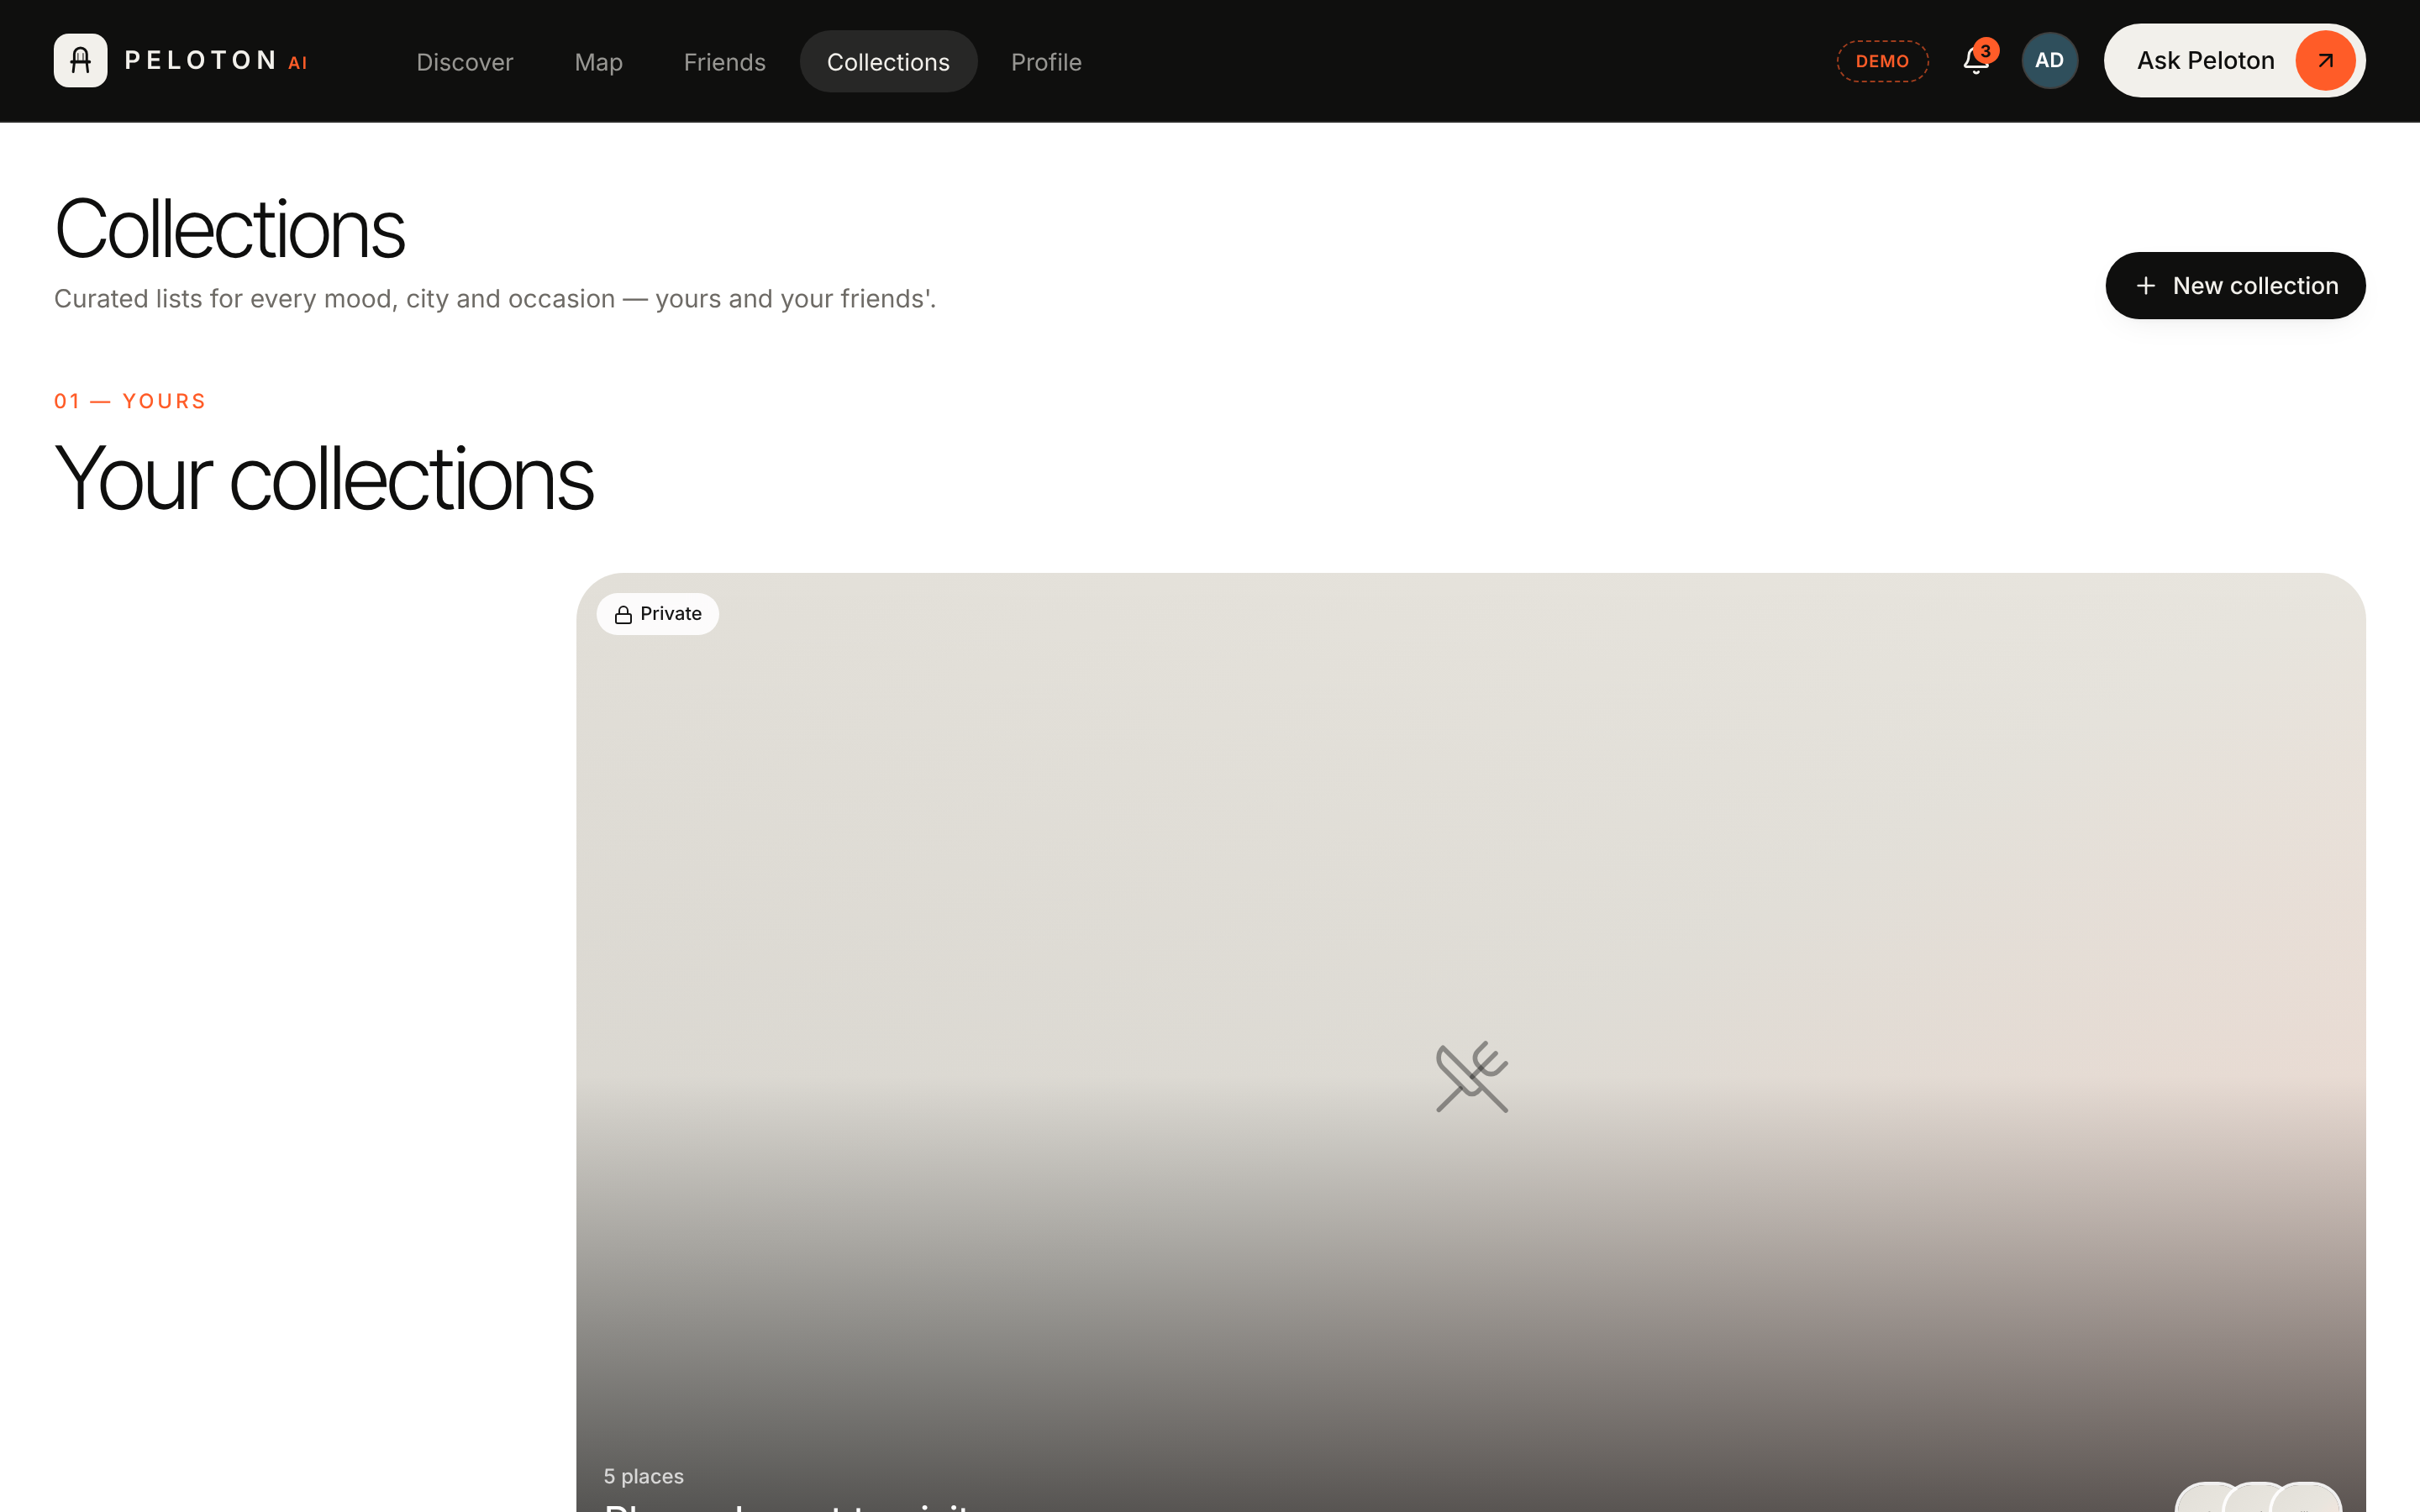 PELOTON AI
Discover
Map
Friends
Collections
Profile
DEMO
3
AD
Ask Peloton
Collections
Curated lists for every mood, city and occasion — yours and your friends'.
New collection
01 — YOURS
Your collections
Private
5 places